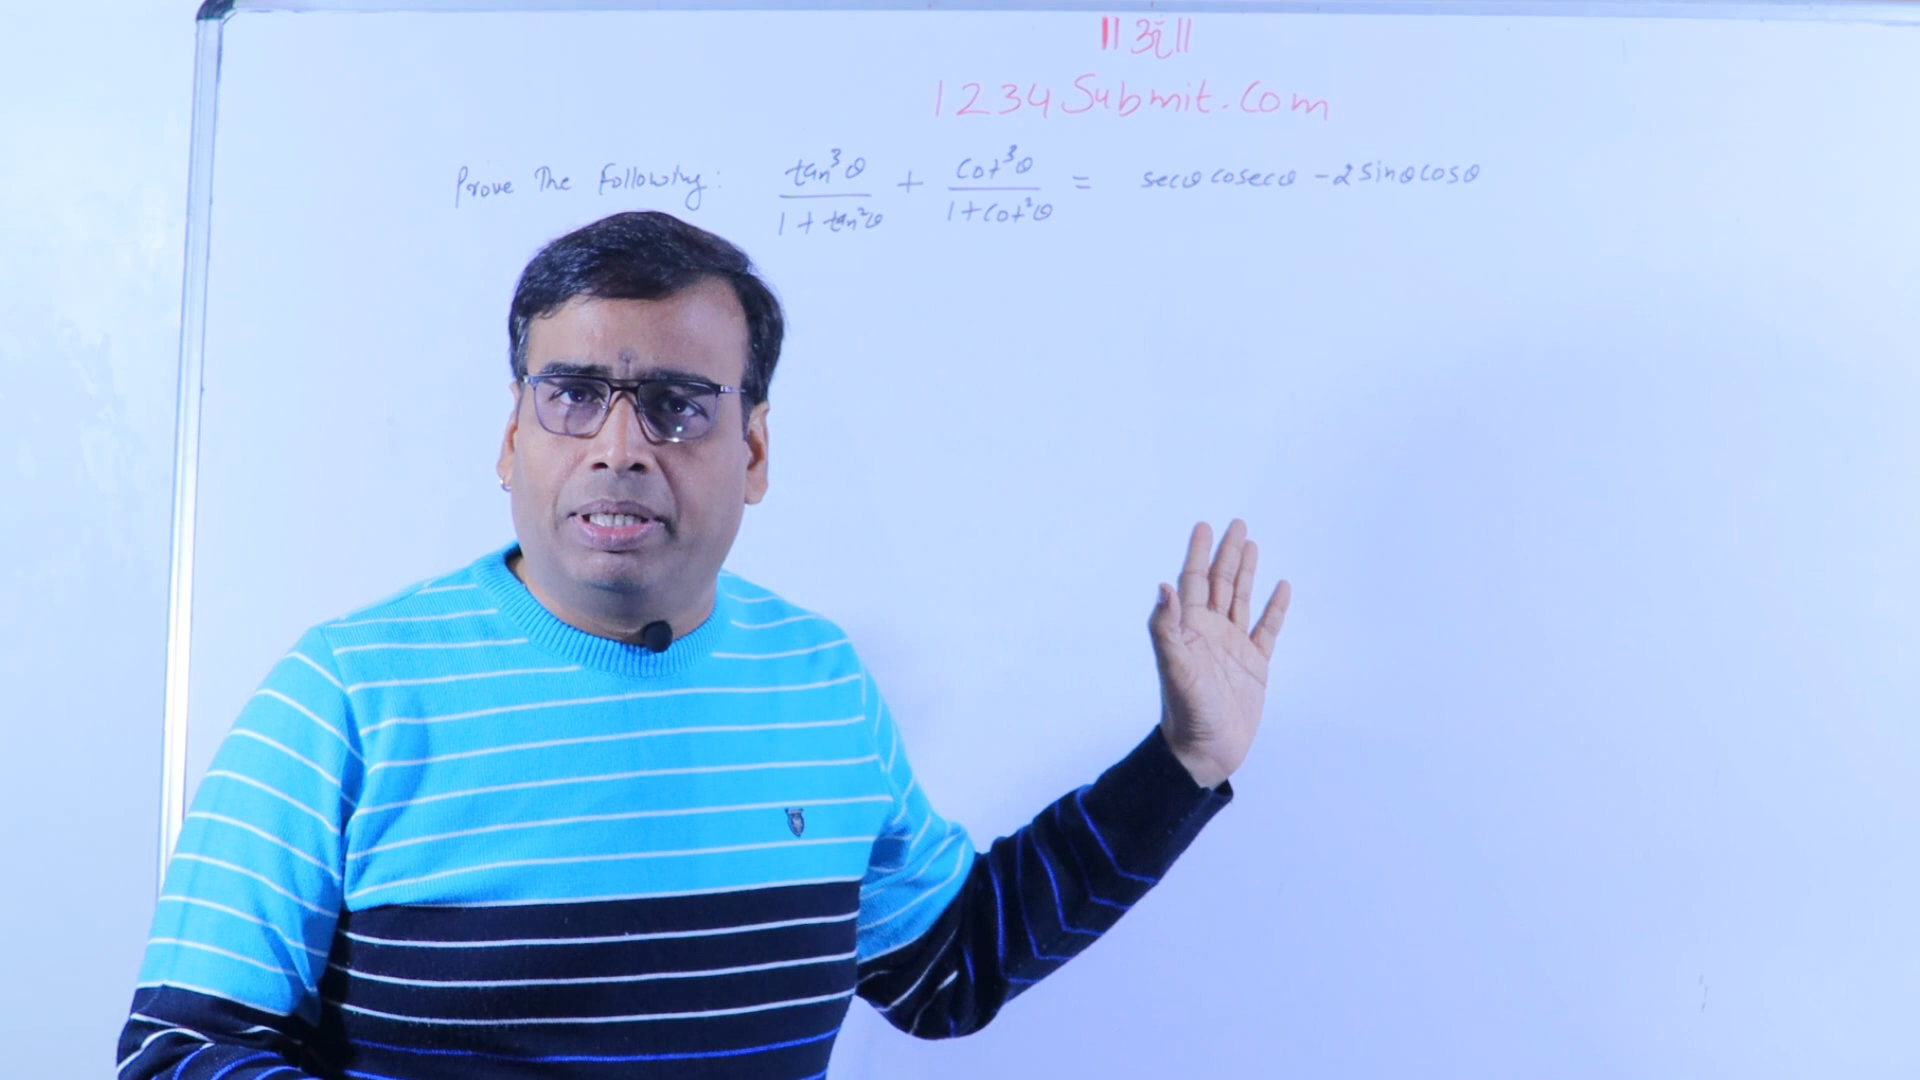 ॥ ॐ ॥
1234Submit.Com
Prove The Following: tan³θ / 1 + tan²θ + Cot³θ / 1 + Cot²θ = secθ cosecθ - 2 sinθ cosθ